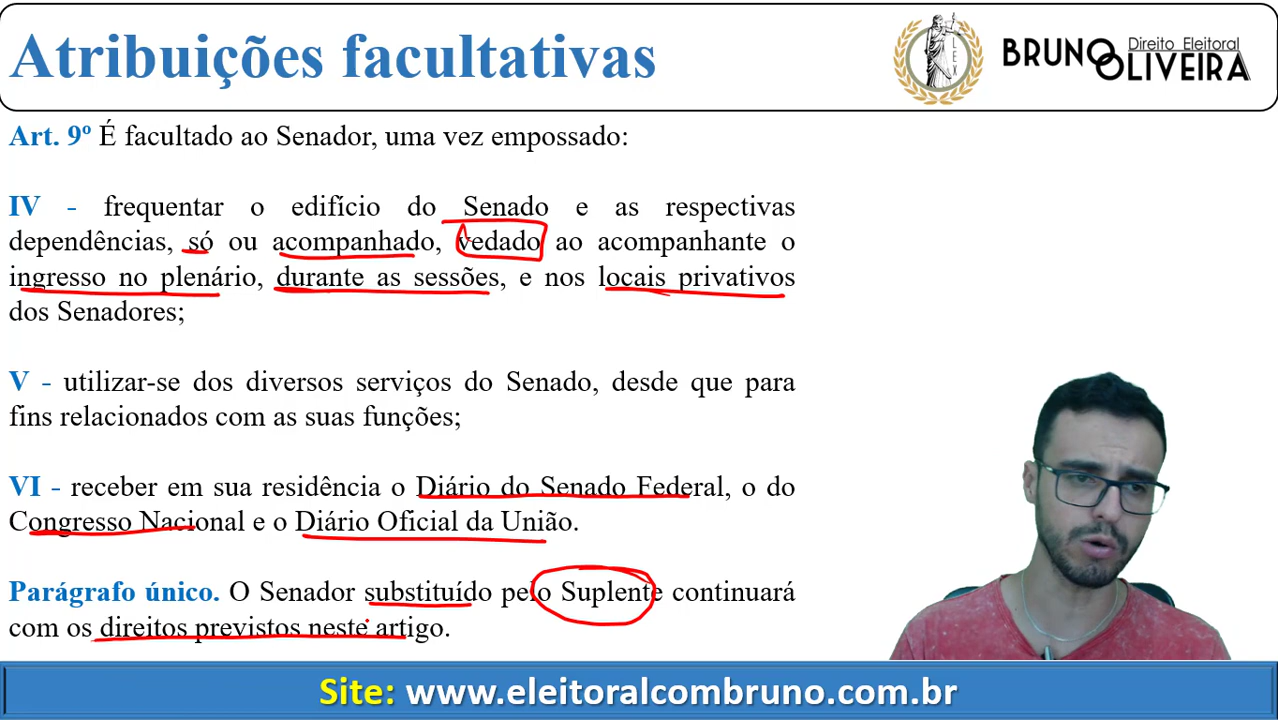 Atribuições facultativas
LEX
BRUNO OLIVEIRA
Direito Eleitoral
Art. 9º É facultado ao Senador, uma vez empossado:
IV - frequentar o edifício do Senado e as respectivas
dependências, só ou acompanhado, vedado ao acompanhante o
ingresso no plenário, durante as sessões, e nos locais privativos
dos Senadores;
V - utilizar-se dos diversos serviços do Senado, desde que para
fins relacionados com as suas funções;
VI - receber em sua residência o Diário do Senado Federal, o do
Congresso Nacional e o Diário Oficial da União.
Parágrafo único. O Senador substituído pelo Suplente continuará
com os direitos previstos neste artigo.
Site: www.eleitoralcombruno.com.br